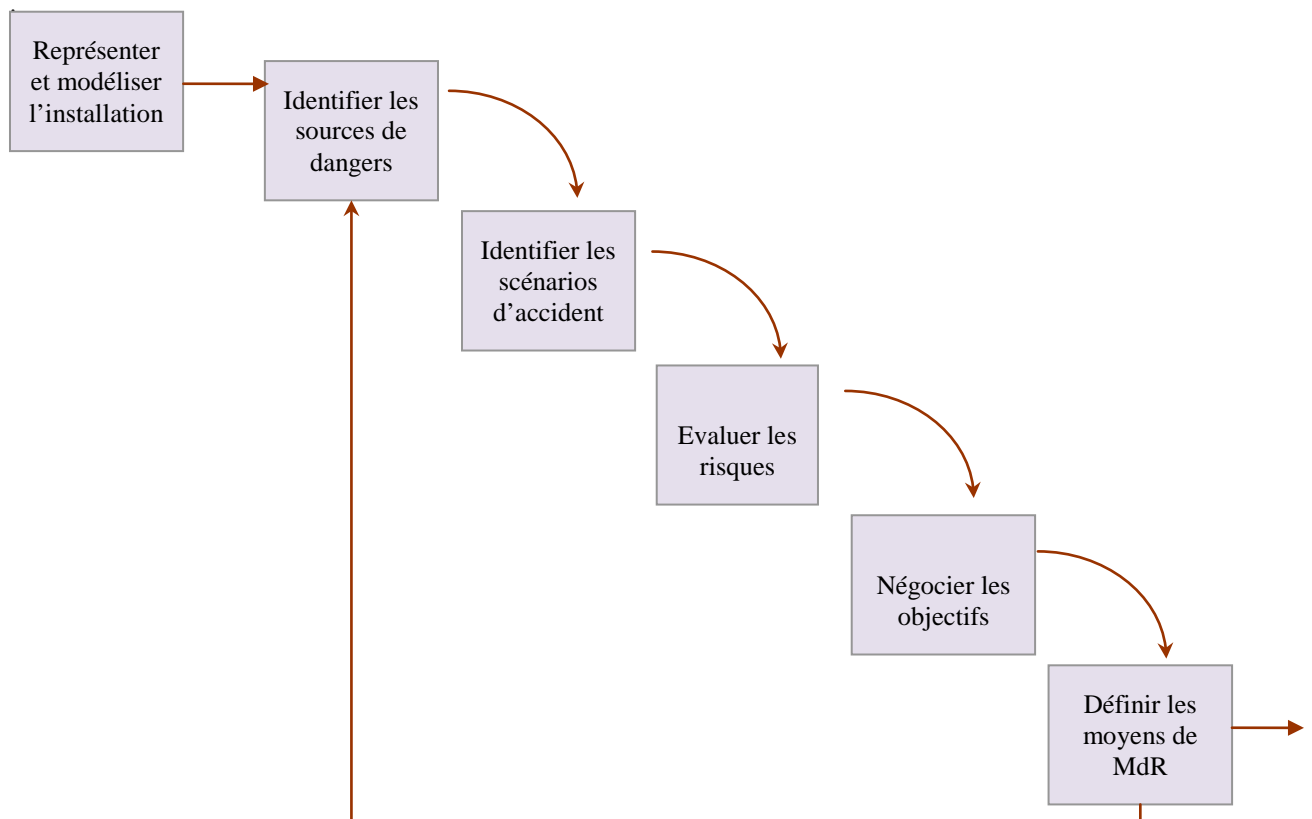 Représenter
et modéliser
l’installation
Identifier les
sources de
dangers
Identifier les
scénarios
d’accident
Evaluer les
risques
Négocier les
objectifs
Définir les
moyens de
MdR